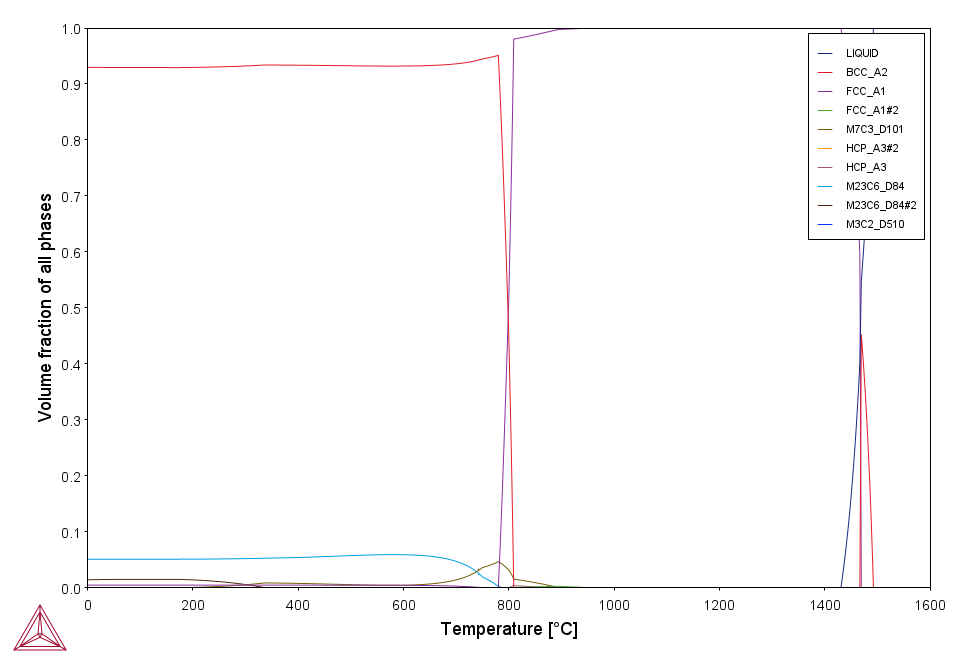 1.0
0.9
0.8
0.7
0.6
0.5
0.4
0.3
0.2
0.1
0.0
Volume fraction of all phases
LIQUID
BCC_A2
FCC_A1
FCC_A1#2
M7C3_D101
HCP_A3#2
HCP_A3
M23C6_D84
M23C6_D84#2
M3C2_D510
0 200 400 600 800 1000 1200 1400 1600
Temperature [°C]